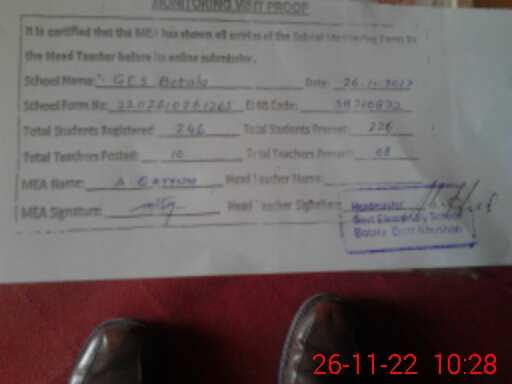 MONITORING VISIT PROOF
It is certified that the MEA has shown all entries of the School Monitoring Form to
the Head Teacher before its online submission.
School Name: GES Botala Date: 26-11-2022
School Form No: EMIS Code:
Total Students Registered 246 Total Students Present: 226
Total Teachers Posted: 10 Total Teachers Present: 08
MEA Name: Head Teacher Name:
MEA Signature: Head Teacher Signature:
Headmaster
Govt Elementary School
Botala Distt Khushab
26-11-22 10:28